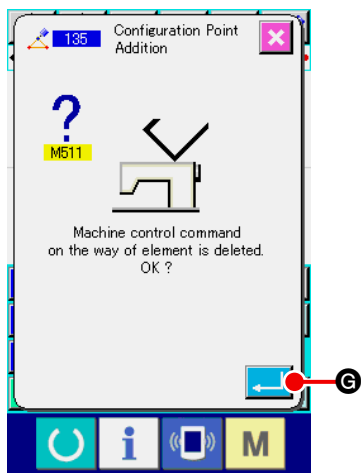 135
Configuration Point
Addition
?
M511
Machine control command
on the way of element is deleted.
OK ?
G
i
M